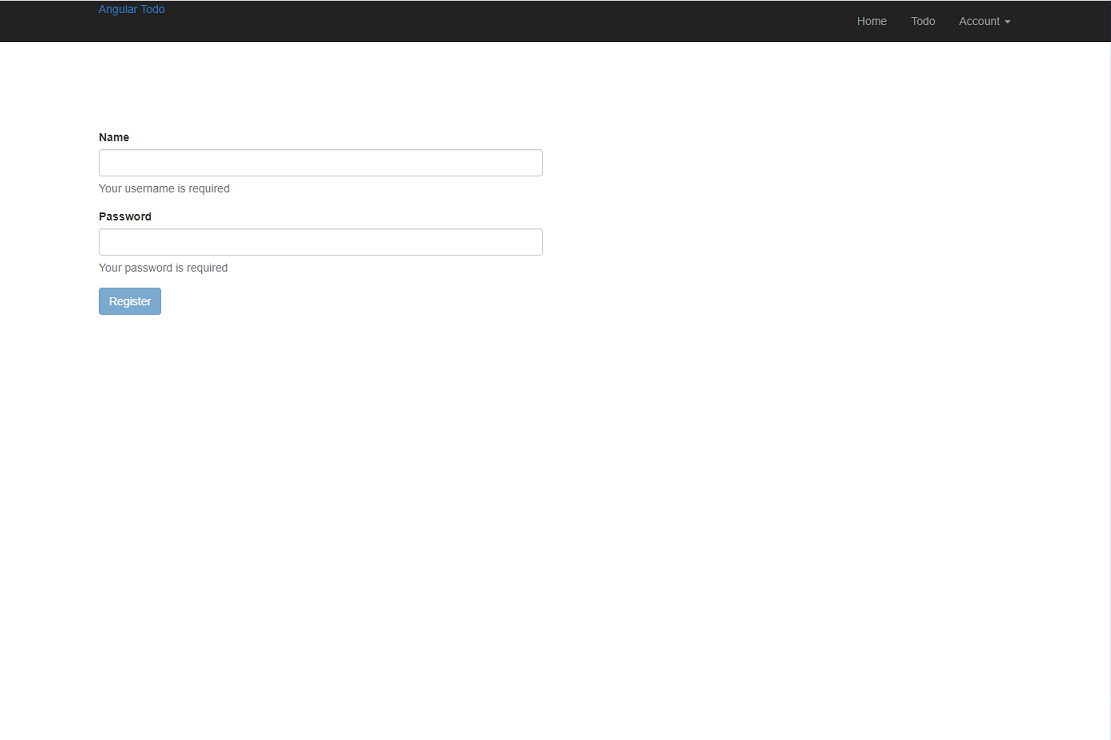 Angular Todo
Home Todo Account
Name
Your username is required
Password
Your password is required
Register